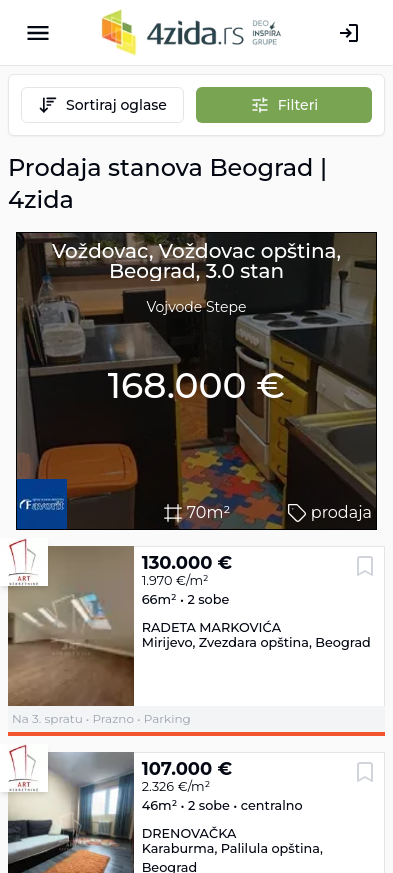 4zida.rs
DEO
INSPIRA
GRUPE
Sortiraj oglase
Filteri
Prodaja stanova Beograd |
4zida
Voždovac, Voždovac opština,
Beograd, 3.0 stan
Vojvode Stepe
168.000 €
Favorit
70m²
prodaja
ART
130.000 €
1.970 €/m²
66m² • 2 sobe
RADETA MARKOVIĆA
Mirijevo, Zvezdara opština, Beograd
Na 3. spratu • Prazno • Parking
ART
107.000 €
2.326 €/m²
46m² • 2 sobe • centralno
DRENOVAČKA
Karaburma, Palilula opština,
Beograd